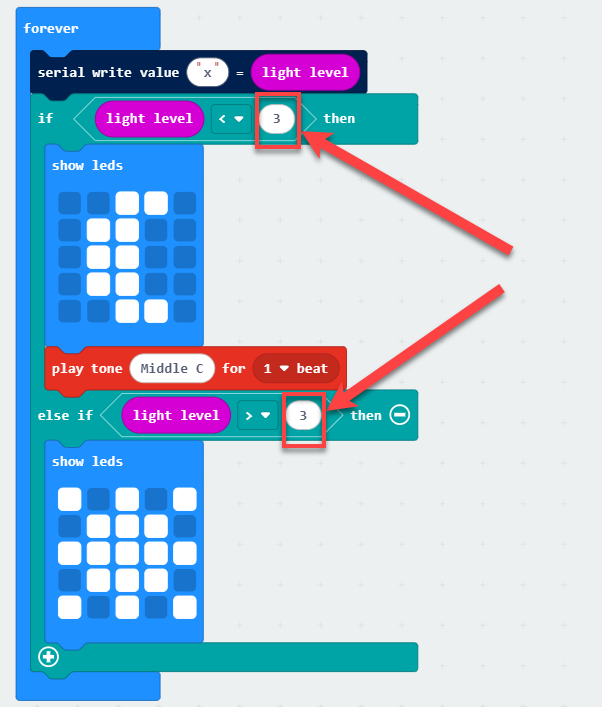 forever
serial write value "x" = light level
if light level < 3 then
show leds
play tone Middle C for 1 beat
else if light level > 3 then
show leds